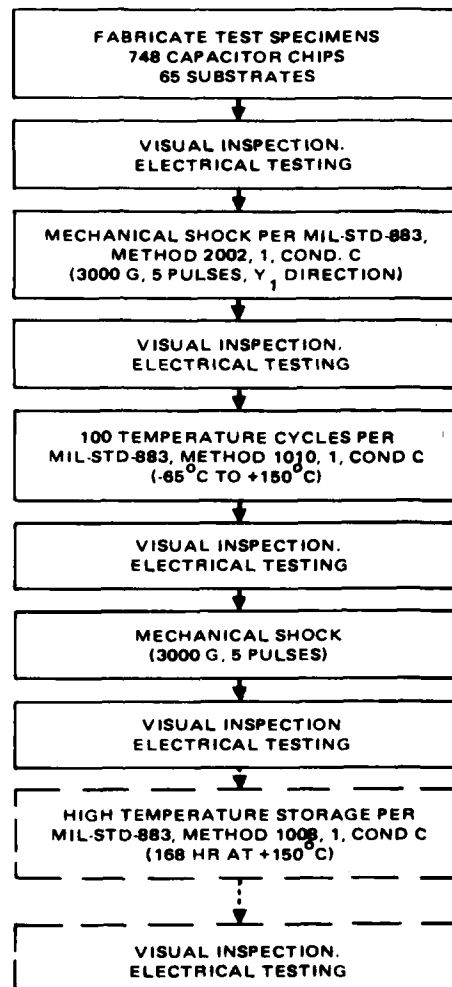 FABRICATE TEST SPECIMENS
748 CAPACITOR CHIPS
65 SUBSTRATES
VISUAL INSPECTION.
ELECTRICAL TESTING
MECHANICAL SHOCK PER MIL-STD-883,
METHOD 2002, 1, COND. C
(3000 G, 5 PULSES, Y₁ DIRECTION)
VISUAL INSPECTION.
ELECTRICAL TESTING
100 TEMPERATURE CYCLES PER
MIL-STD-883, METHOD 1010, 1, COND C
(-65°C TO +150°C)
VISUAL INSPECTION.
ELECTRICAL TESTING
MECHANICAL SHOCK
(3000 G, 5 PULSES)
VISUAL INSPECTION
ELECTRICAL TESTING
HIGH TEMPERATURE STORAGE PER
MIL-STD-883, METHOD 1008, 1, COND C
(168 HR AT +150°C)
VISUAL INSPECTION.
ELECTRICAL TESTING